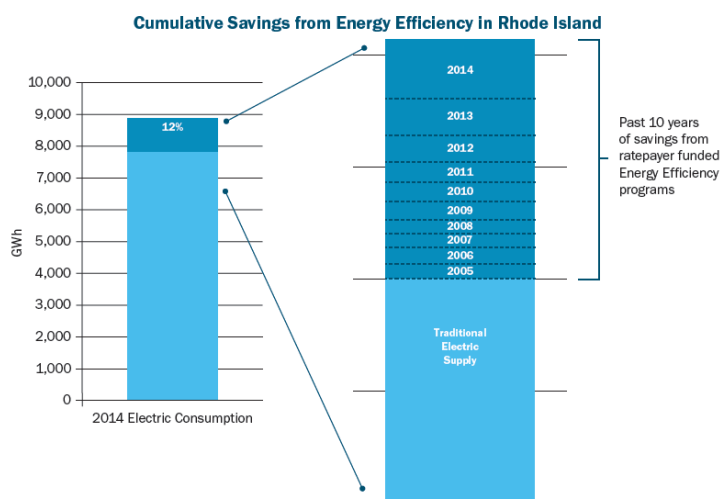 Cumulative Savings from Energy Efficiency in Rhode Island
10,000
9,000
8,000
7,000
6,000
5,000
4,000
3,000
2,000
1,000
0
GWh
12%
2014 Electric Consumption
2014
2013
2012
2011
2010
2009
2008
2007
2006
2005
Traditional
Electric
Supply
Past 10 years
of savings from
ratepayer funded
Energy Efficiency
programs